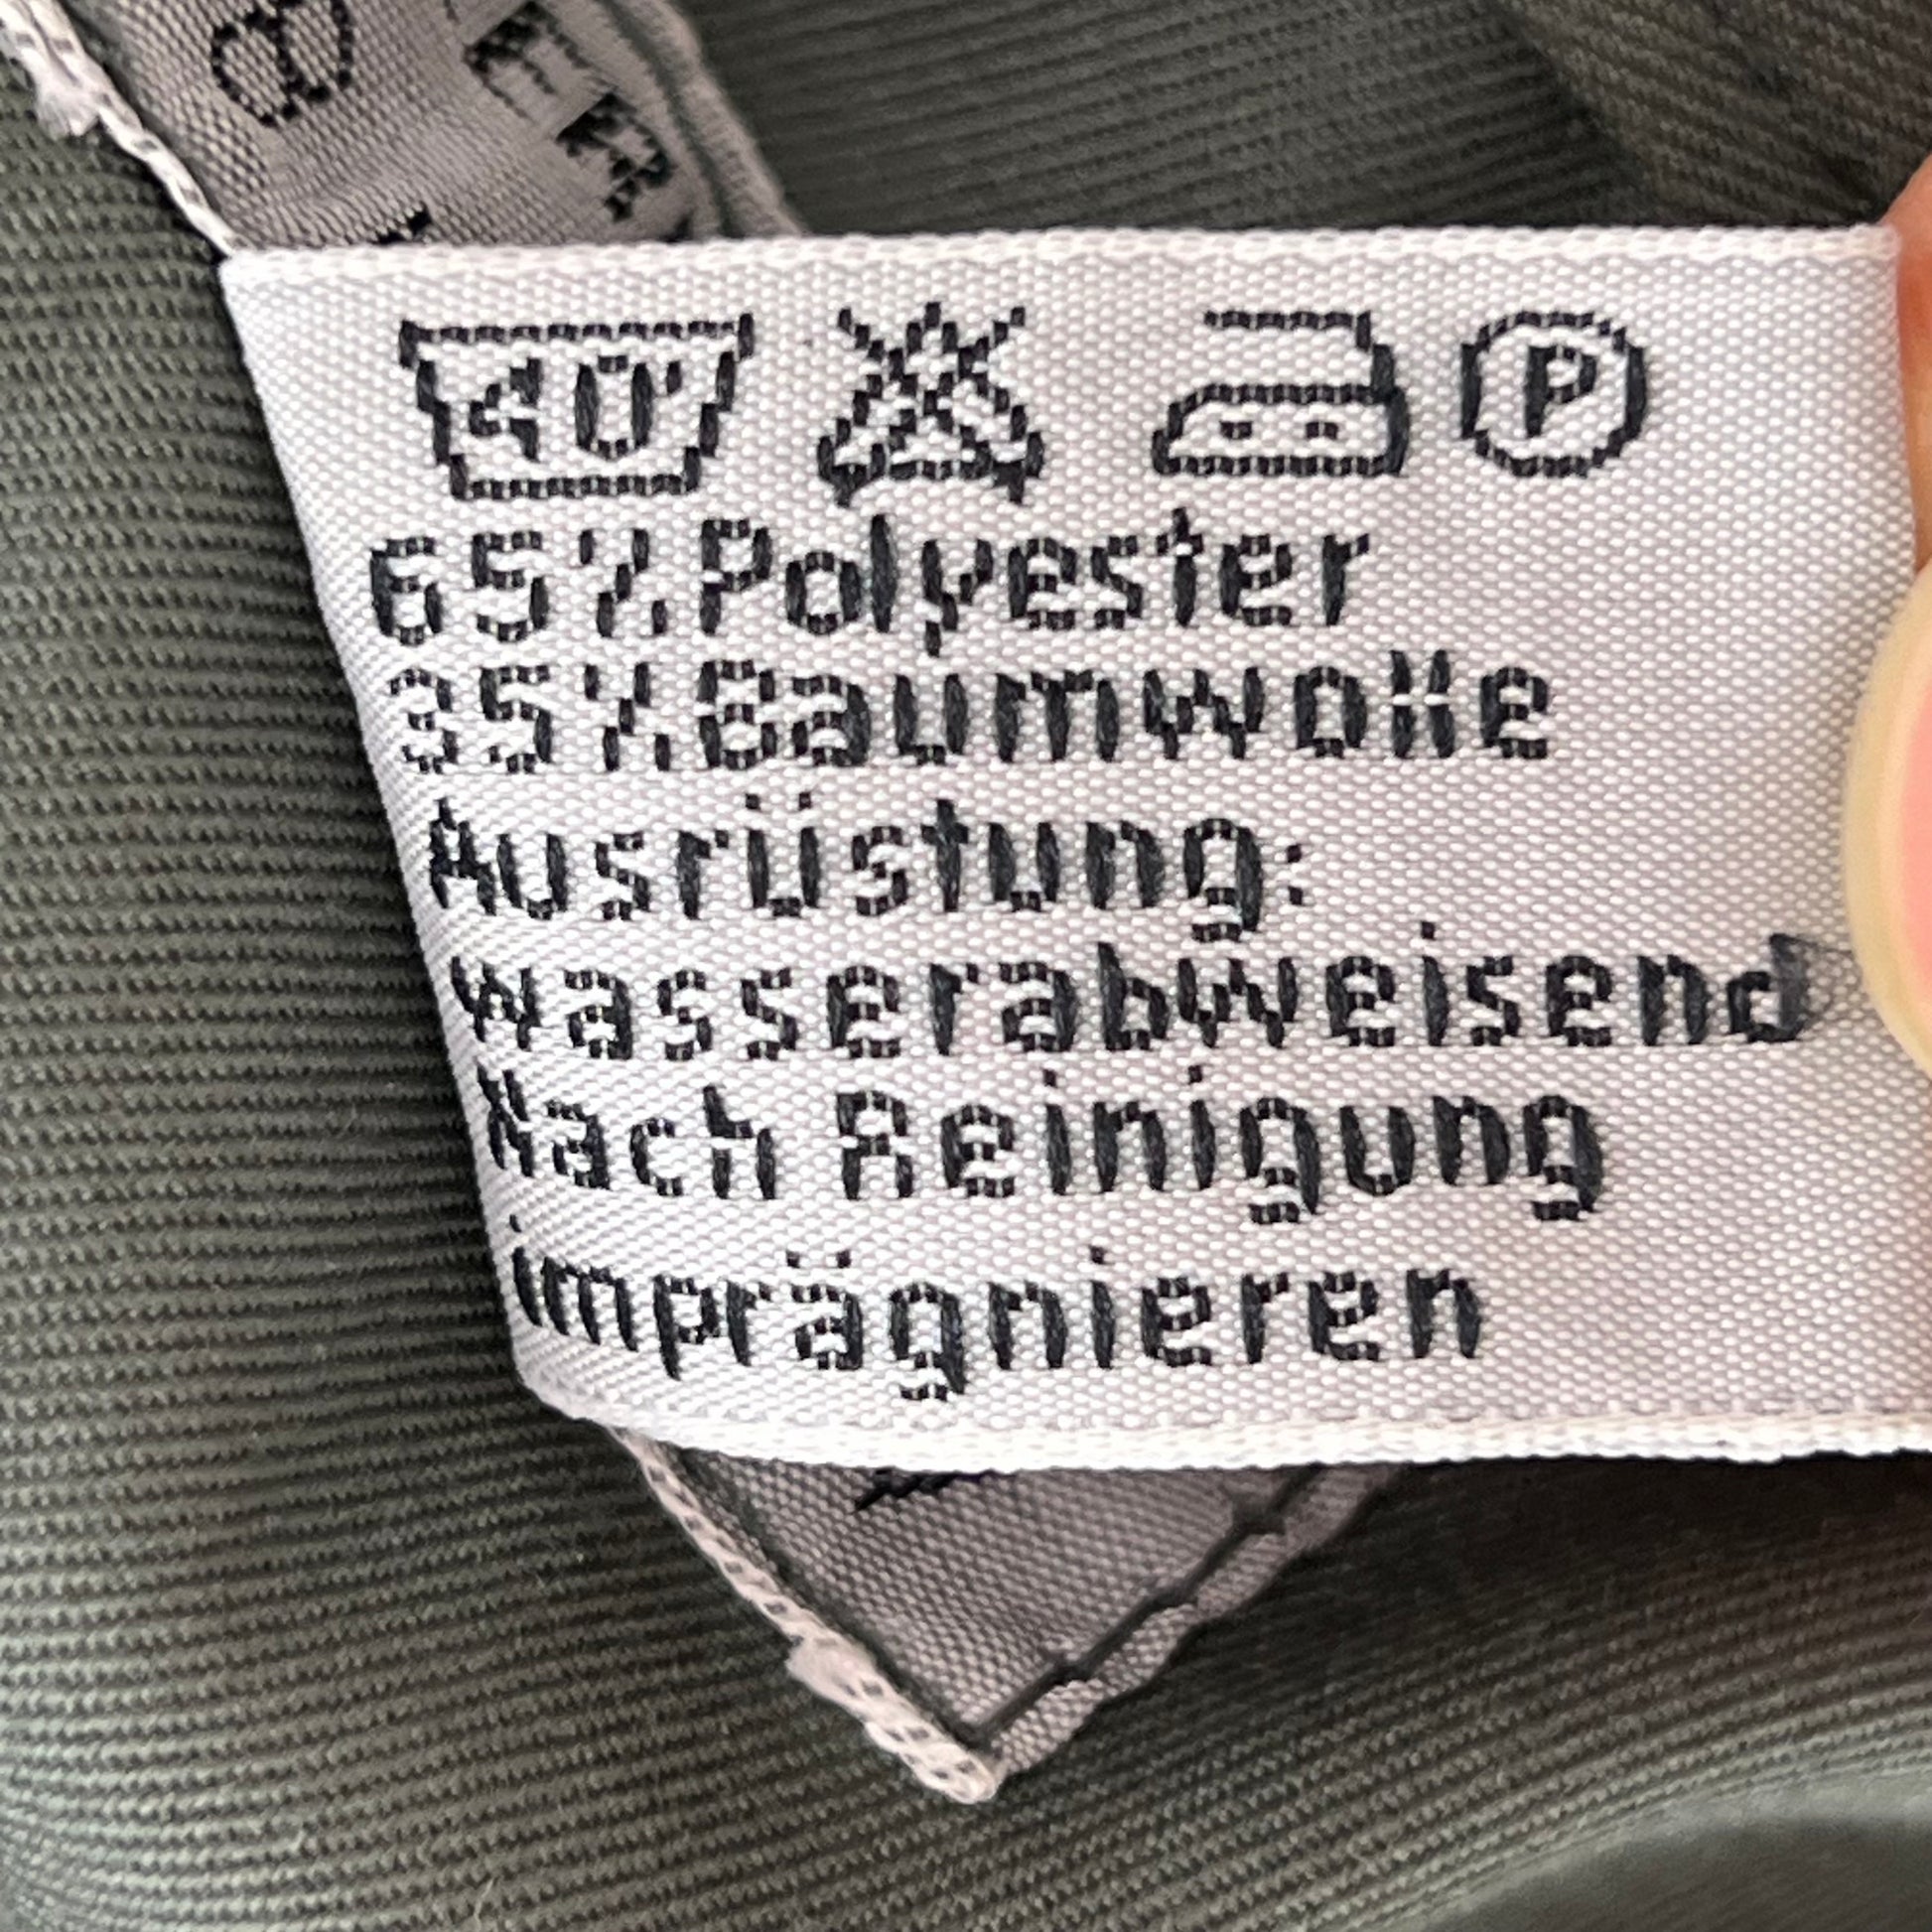 40°
P
65%Polyester
35%Baumwolle
Ausrüstung:
wasserabweisend
Nach Reinigung
imprägnieren